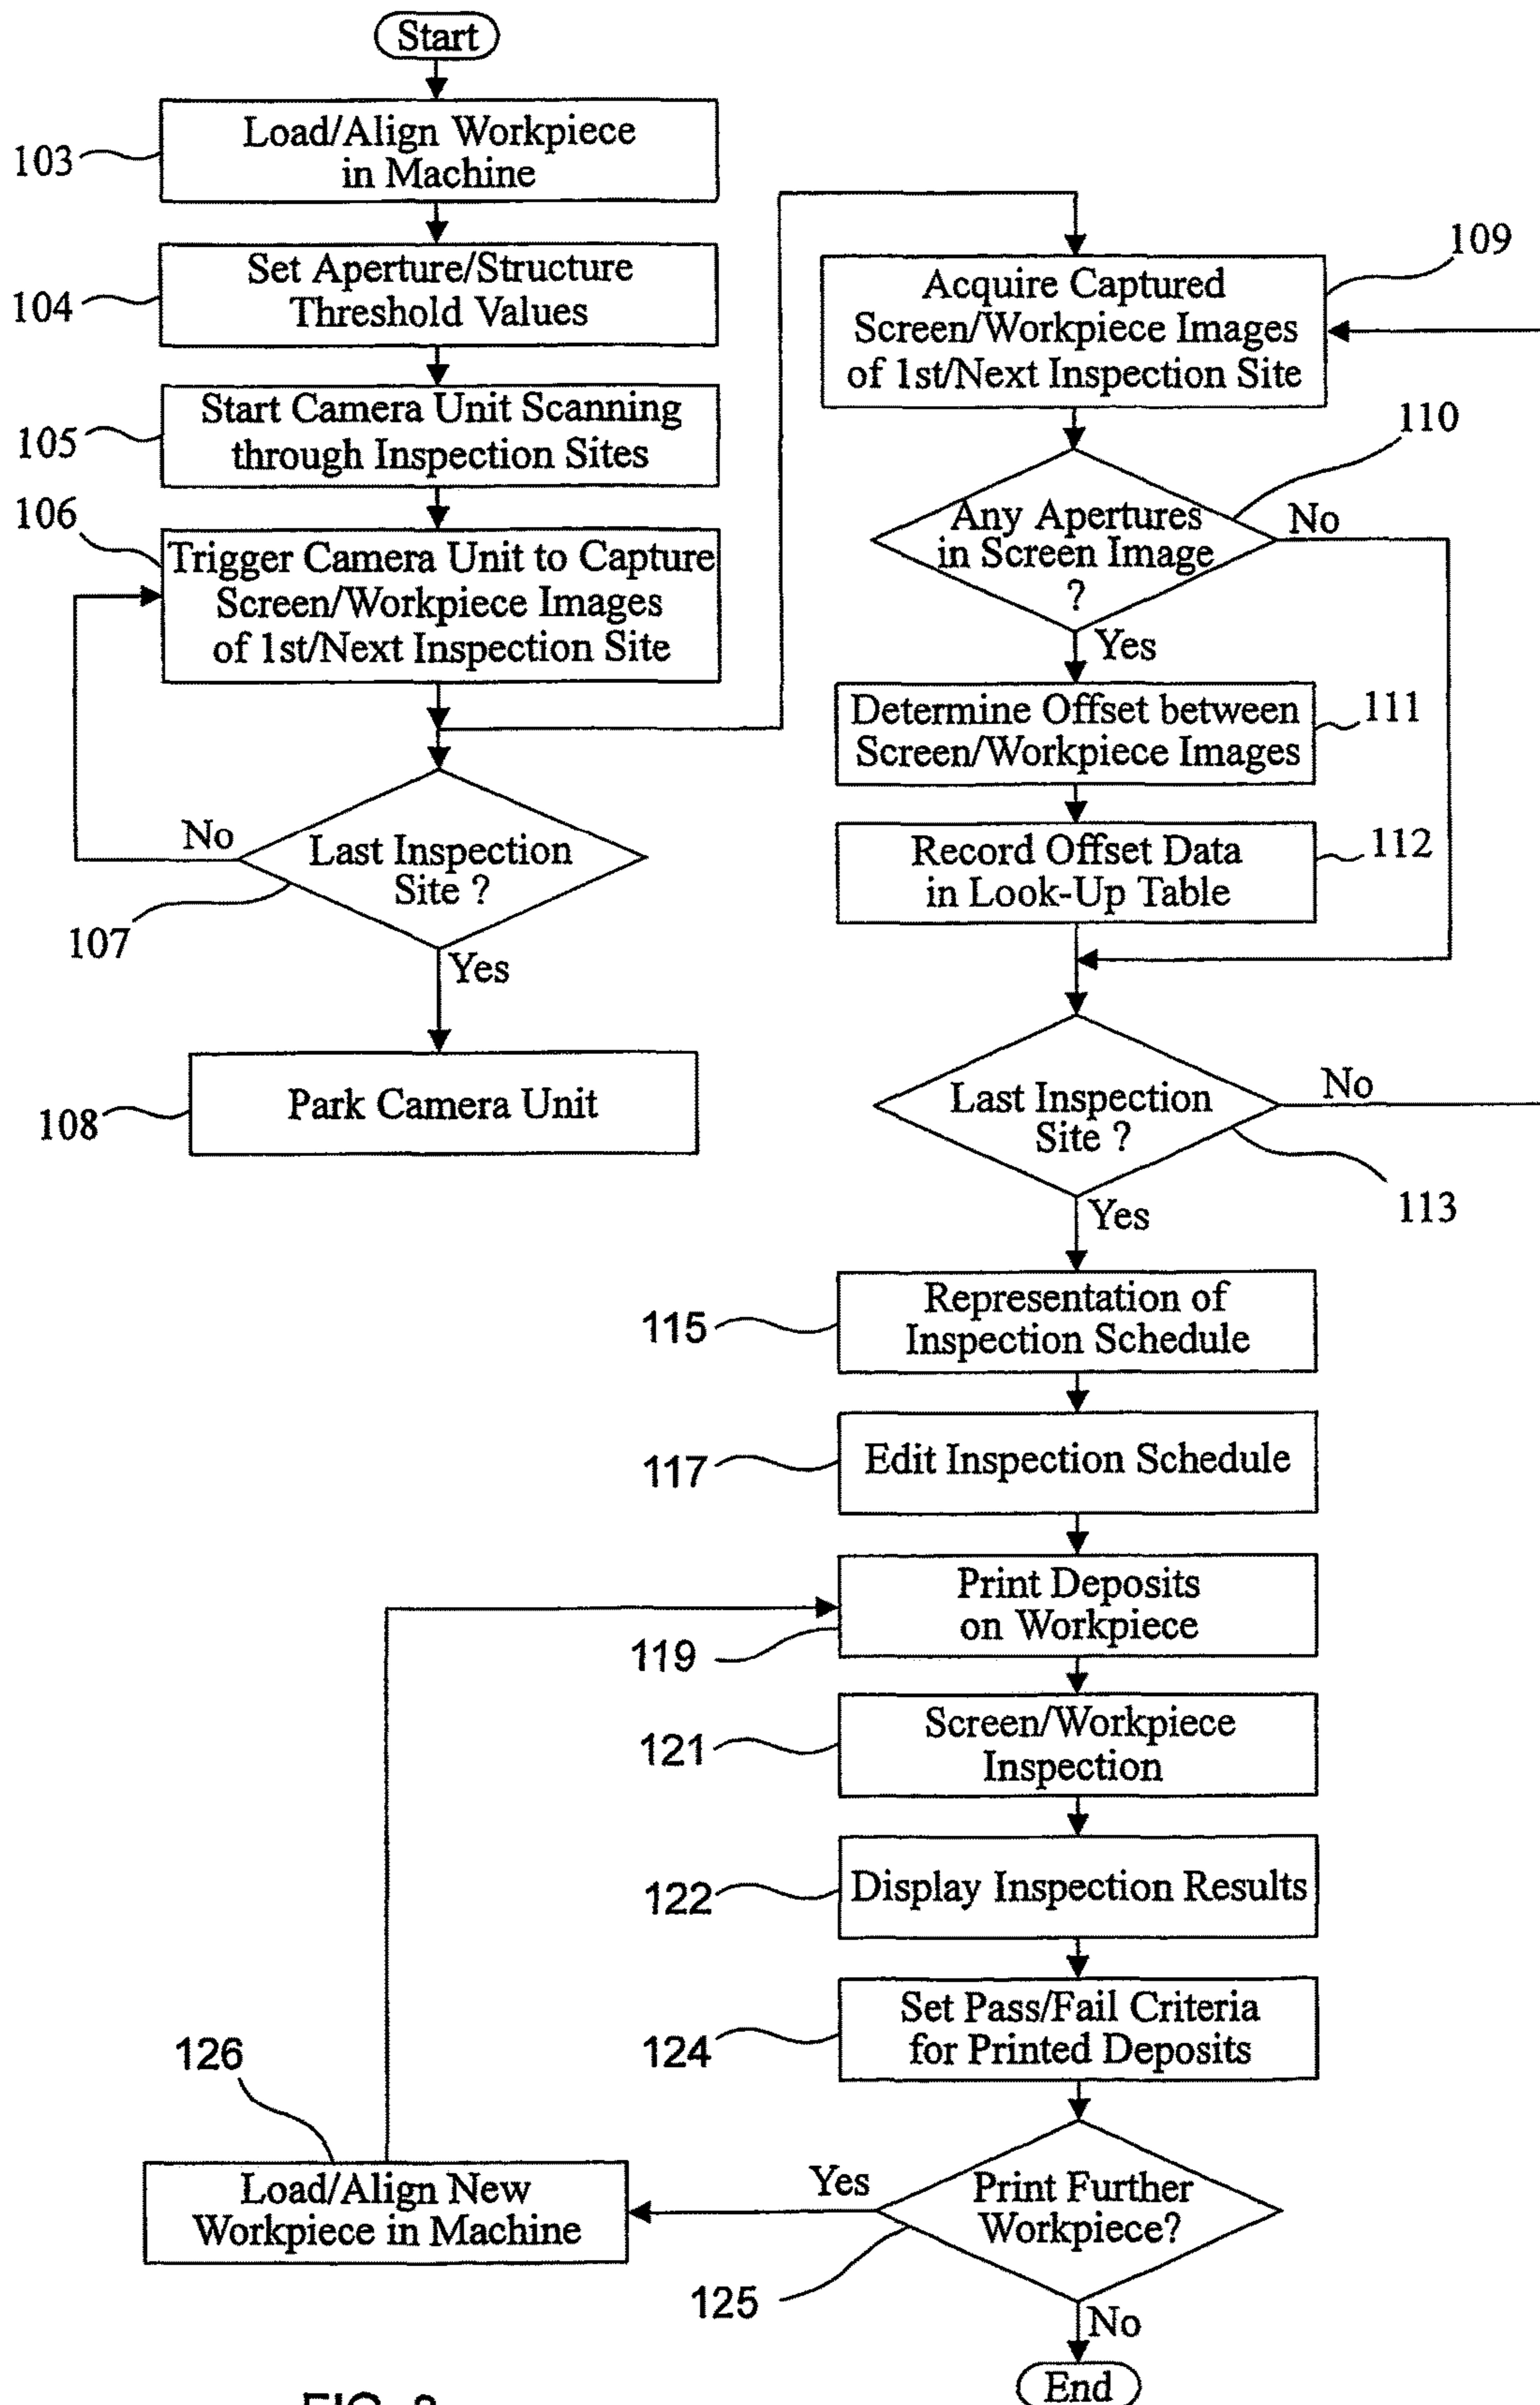 Start
103
Load/Align Workpiece
in Machine
104
Set Aperture/Structure
Threshold Values
105
Start Camera Unit Scanning
through Inspection Sites
106
Trigger Camera Unit to Capture
Screen/Workpiece Images
of 1st/Next Inspection Site
No
Last Inspection
Site ?
107
Yes
108
Park Camera Unit
109
Acquire Captured
Screen/Workpiece Images
of 1st/Next Inspection Site
110
Any Apertures
in Screen Image
?
No
Yes
Determine Offset between
Screen/Workpiece Images
111
Record Offset Data
in Look-Up Table
112
Last Inspection
Site ?
No
113
Yes
115
Representation of
Inspection Schedule
117
Edit Inspection Schedule
119
Print Deposits
on Workpiece
121
Screen/Workpiece
Inspection
122
Display Inspection Results
124
Set Pass/Fail Criteria
for Printed Deposits
126
Load/Align New
Workpiece in Machine
Yes
Print Further
Workpiece?
125
No
End
FIG.